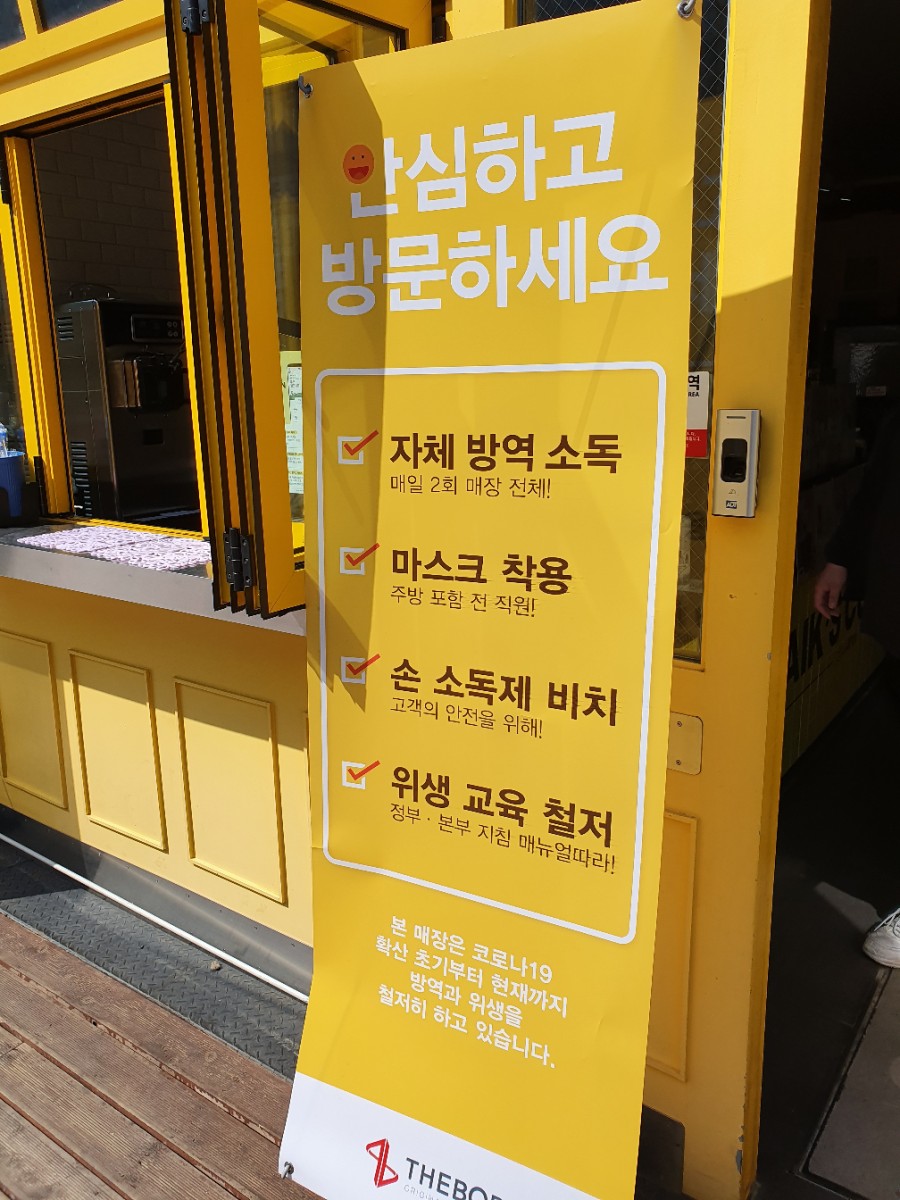 안심하고
방문하세요
자체 방역 소독
매일 2회 매장 전체!
마스크 착용
주방 포함 전 직원!
손 소독제 비치
고객의 안전을 위해!
위생 교육 철저
정부 · 본부 지침 매뉴얼따라!
본 매장은 코로나19
확산 초기부터 현재까지
방역과 위생을
철저히 하고 있습니다.
THEBO
역
REA
ADT
AIK'S C